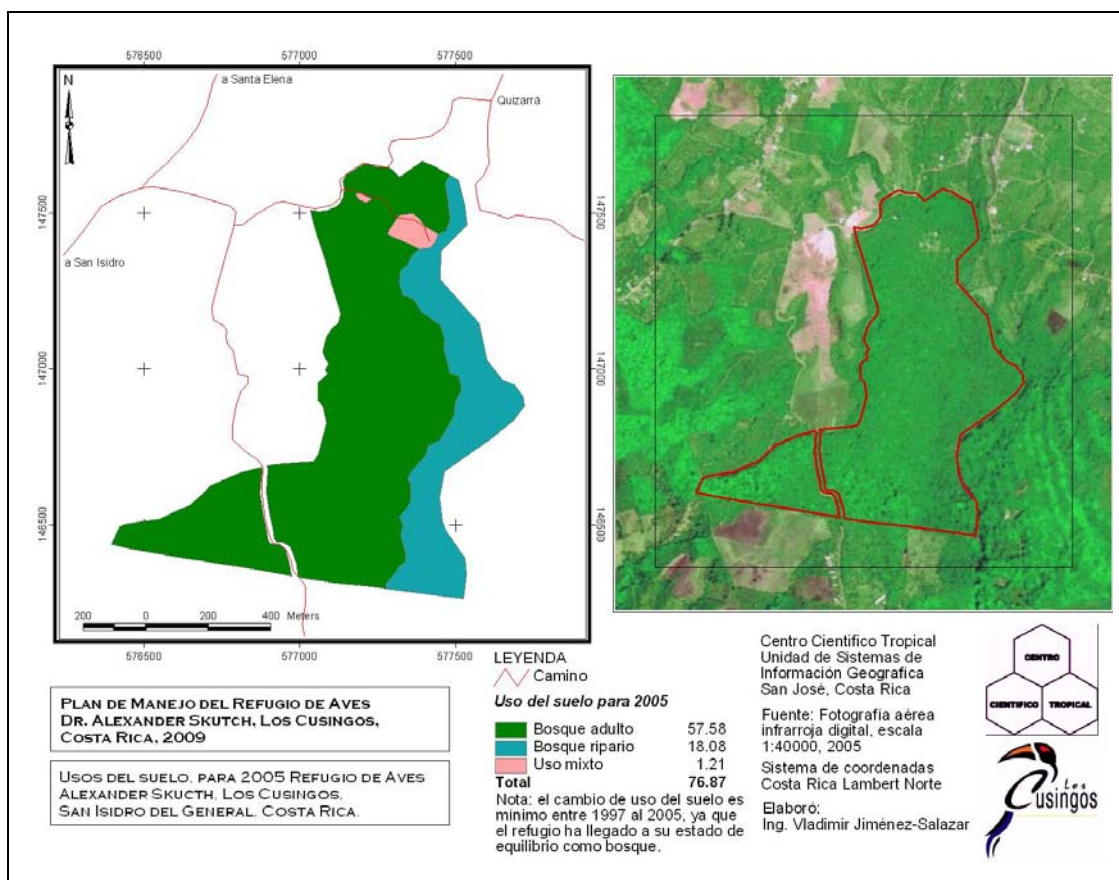 576500 577000 577500
N
a Santa Elena
Quizarrá
147500
147500
a San Isidro
147000
147000
146500
146500
200 0 200 400 Meters
576500 577000 577500
147500
147000
146500
PLAN DE MANEJO DEL REFUGIO DE AVES
DR. ALEXANDER SKUTCH, LOS CUSINGOS,
COSTA RICA, 2009
USOS DEL SUELO, PARA 2005 REFUGIO DE AVES
ALEXANDER SKUCTH, LOS CUSINGOS,
SAN ISIDRO DEL GENERAL, COSTA RICA.
LEYENDA
Camino
Uso del suelo para 2005
Bosque adulto 57.58
Bosque ripario 18.08
Uso mixto 1.21
Total 76.87
Nota: el cambio de uso del suelo es
mínimo entre 1997 al 2005, ya que
el refugio ha llegado a su estado de
equilibrio como bosque.
Centro Científico Tropical
Unidad de Sistemas de
Información Geografica
San José, Costa Rica
Fuente: Fotografía aérea
infrarroja digital, escala
1:40000, 2005
Sistema de coordenadas
Costa Rica Lambert Norte
Elaboró:
Ing. Vladimir Jiménez-Salazar
CENTRO
CIENTIFICO TROPICAL
Los
Cusingos